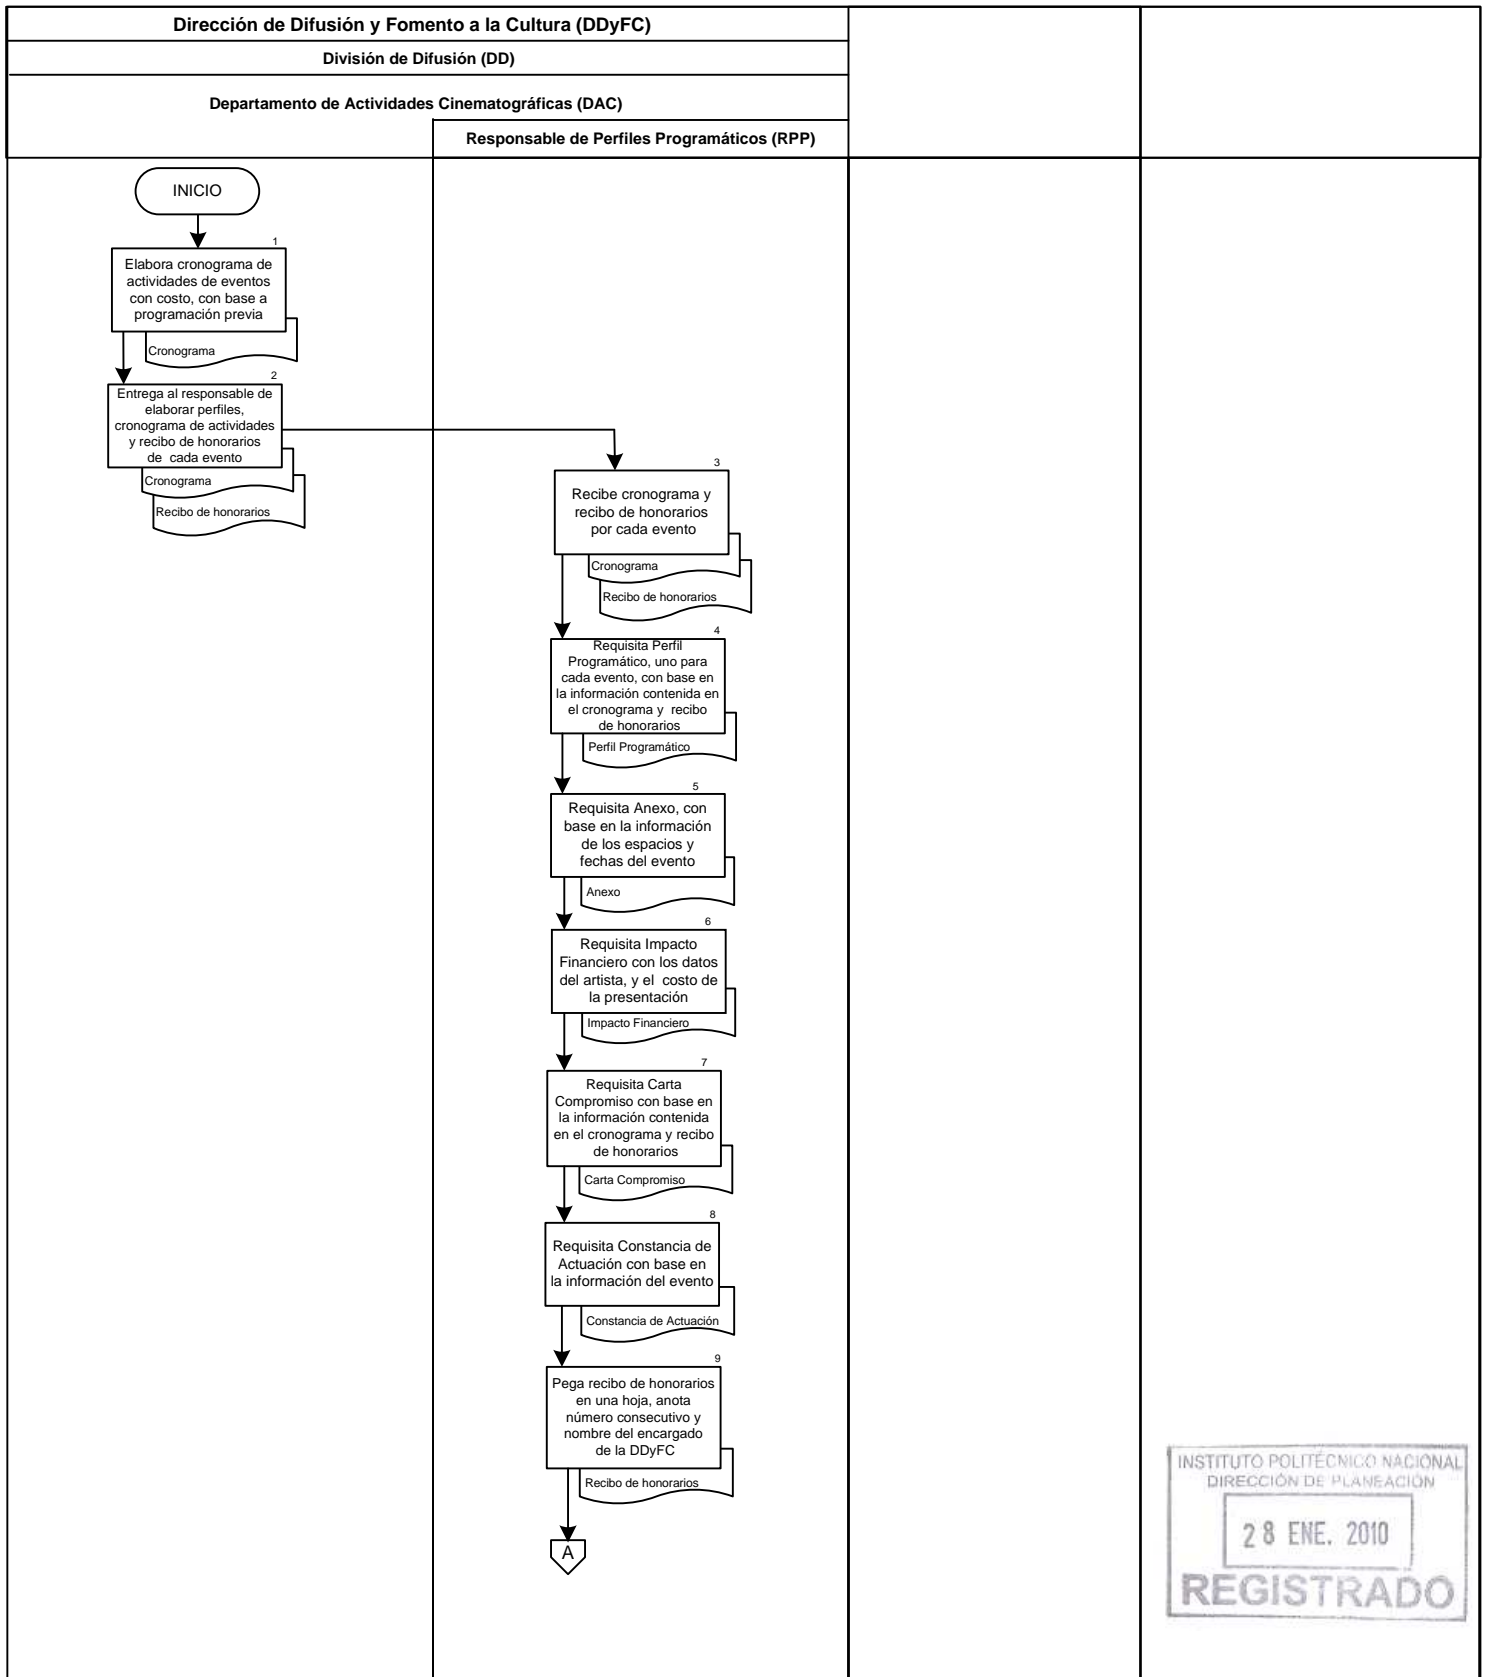 Dirección de Difusión y Fomento a la Cultura (DDyFC)
División de Difusión (DD)
Departamento de Actividades Cinematográficas (DAC)
Responsable de Perfiles Programáticos (RPP)
INICIO
1
Elabora cronograma de
actividades de eventos
con costo, con base a
programación previa
Cronograma
2
Entrega al responsable de
elaborar perfiles,
cronograma de actividades
y recibo de honorarios
de cada evento
Cronograma
Recibo de honorarios
3
Recibe cronograma y
recibo de honorarios
por cada evento
Cronograma
Recibo de honorarios
4
Requisita Perfil
Programático, uno para
cada evento, con base en
la información contenida en
el cronograma y recibo
de honorarios
Perfil Programático
5
Requisita Anexo, con
base en la información
de los espacios y
fechas del evento
Anexo
6
Requisita Impacto
Financiero con los datos
del artista, y el costo de
la presentación
Impacto Financiero
7
Requisita Carta
Compromiso con base en
la información contenida
en el cronograma y recibo
de honorarios
Carta Compromiso
8
Requisita Constancia de
Actuación con base en
la información del evento
Constancia de Actuación
9
Pega recibo de honorarios
en una hoja, anota
número consecutivo y
nombre del encargado
de la DDyFC
Recibo de honorarios
A
INSTITUTO POLITÉCNICO NACIONAL
DIRECCIÓN DE PLANEACIÓN
28 ENE. 2010
REGISTRADO